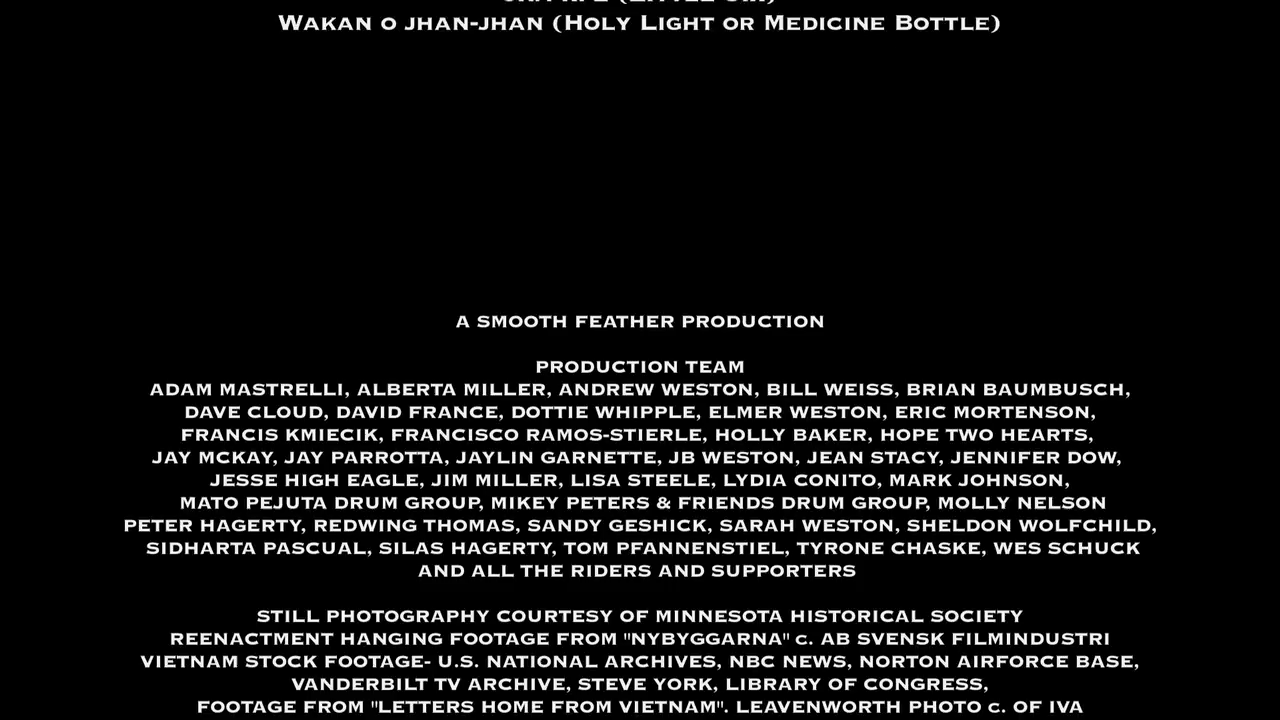 Wakan o jhan-jhan (Holy Light or Medicine Bottle)
A SMOOTH FEATHER PRODUCTION
PRODUCTION TEAM
ADAM MASTRELLI, ALBERTA MILLER, ANDREW WESTON, BILL WEISS, BRIAN BAUMBUSCH,
DAVE CLOUD, DAVID FRANCE, DOTTIE WHIPPLE, ELMER WESTON, ERIC MORTENSON,
FRANCIS KMIECIK, FRANCISCO RAMOS-STIERLE, HOLLY BAKER, HOPE TWO HEARTS,
JAY MCKAY, JAY PARROTTA, JAYLIN GARNETTE, JB WESTON, JEAN STACY, JENNIFER DOW,
JESSE HIGH EAGLE, JIM MILLER, LISA STEELE, LYDIA CONITO, MARK JOHNSON,
MATO PEJUTA DRUM GROUP, MIKEY PETERS & FRIENDS DRUM GROUP, MOLLY NELSON
PETER HAGERTY, REDWING THOMAS, SANDY GESHICK, SARAH WESTON, SHELDON WOLFCHILD,
SIDHARTA PASCUAL, SILAS HAGERTY, TOM PFANNENSTIEL, TYRONE CHASKE, WES SCHUCK
AND ALL THE RIDERS AND SUPPORTERS
STILL PHOTOGRAPHY COURTESY OF MINNESOTA HISTORICAL SOCIETY
REENACTMENT HANGING FOOTAGE FROM "NYBYGGARNA" c. AB SVENSK FILMINDUSTRI
VIETNAM STOCK FOOTAGE- U.S. NATIONAL ARCHIVES, NBC NEWS, NORTON AIRFORCE BASE,
VANDERBILT TV ARCHIVE, STEVE YORK, LIBRARY OF CONGRESS,
FOOTAGE FROM "LETTERS HOME FROM VIETNAM". LEAVENWORTH PHOTO c. OF IVA